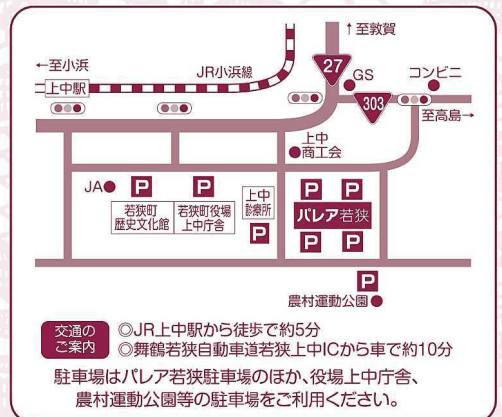 ↑至敦賀
←至小浜
JR小浜線
27
GS
コンビニ
上中駅
303
至高島→
上中
商工会
JA
P
P
P
P
若狭町
歴史文化館
若狭町役場
上中庁舎
上中
診療所
P
パレア若狭
P
P
P
農村運動公園
交通の
ご案内
◎JR上中駅から徒歩で約5分
◎舞鶴若狭自動車道若狭上中ICから車で約10分
駐車場はパレア若狭駐車場のほか、役場上中庁舎、
農村運動公園等の駐車場をご利用ください。